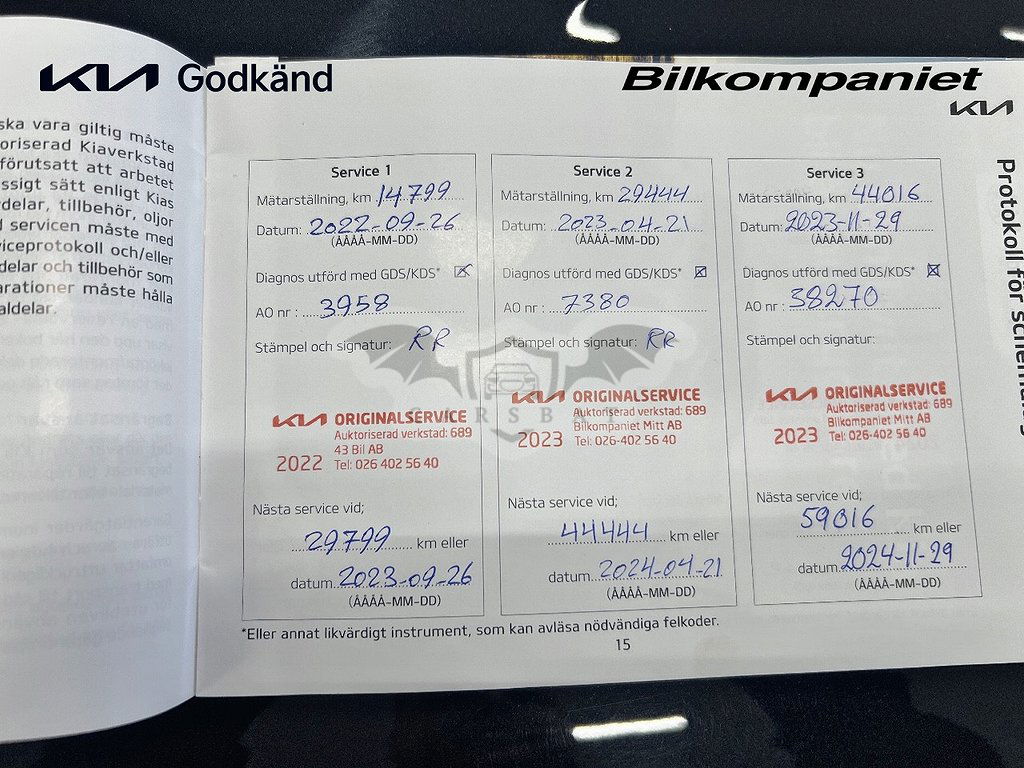 KIA Godkänd
Bilkompaniet
KIA
ska vara giltig måste
oriserad Kiaverkstad
förutsatt att arbetet
ssigt sätt enligt Kias
delar, tillbehör, oljor
servicen måste med
viceprotokoll och/eller
delar och tillbehör som
arationer måste hålla
aldelar.
Service 1
Mätarställning, km 14799
Datum: 2022-09-26
(ÅÅÅÅ-MM-DD)
Diagnos utförd med GDS/KDS*
AO nr : 3958
Stämpel och signatur: RR
KIA ORIGINALSERVICE
Auktoriserad verkstad: 689
43 Bil AB
2022 Tel: 026 402 56 40
Nästa service vid;
29799 km eller
datum 2023-09-26
(ÅÅÅÅ-MM-DD)
Service 2
Mätarställning, km 29444
Datum: 2023-04-21
(ÅÅÅÅ-MM-DD)
Diagnos utförd med GDS/KDS*
AO nr : 7380
Stämpel och signatur: RR
KIA ORIGINALSERVICE
Auktoriserad verkstad: 689
Bilkompaniet Mitt AB
2023 Tel: 026-402 56 40
Nästa service vid;
44444 km eller
datum 2024-04-21
(ÅÅÅÅ-MM-DD)
Service 3
Mätarställning, km 44016
Datum: 2023-11-29
(ÅÅÅÅ-MM-DD)
Diagnos utförd med GDS/KDS*
AO nr : 38270
Stämpel och signatur:
KIA ORIGINALSERVICE
Auktoriserad verkstad: 689
Bilkompaniet Mitt AB
2023 Tel: 026-402 56 40
Nästa service vid;
59016 km eller
datum 2024-11-29
(ÅÅÅÅ-MM-DD)
Protokoll för
*Eller annat likvärdigt instrument, som kan avläsa nödvändiga felkoder.
15